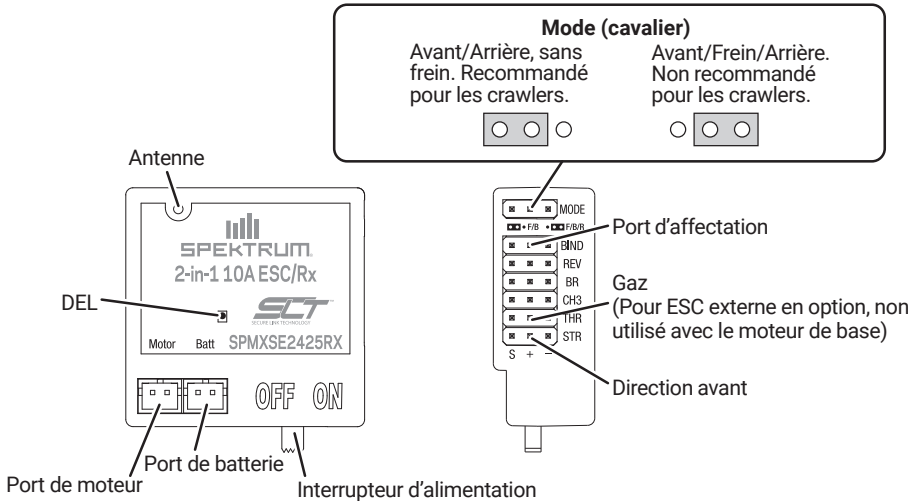 Mode (cavalier)
Avant/Arrière, sans
frein. Recommandé
pour les crawlers.
Avant/Frein/Arrière.
Non recommandé
pour les crawlers.
Antenne
SPEKTRUM
2-in-1 10A ESC/Rx
DEL
SCT™
SECURE LINK TECHNOLOGY
Motor Batt SPMXSE2425RX
OFF ON
Port de moteur
Port de batterie
Interrupteur d'alimentation
MODE
F/B F/B/R
BIND
REV
BR
CH3
THR
STR
S + −
Port d'affectation
Gaz
(Pour ESC externe en option, non
utilisé avec le moteur de base)
Direction avant